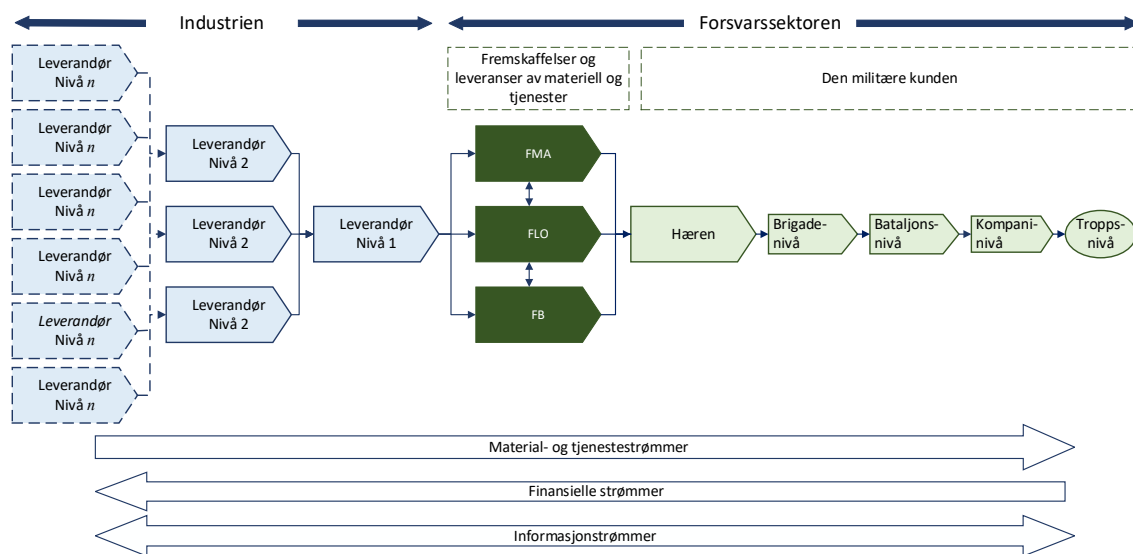 Industrien
Forsvarssektoren
Fremskaffelser og
leveranser av materiell og
tjenester
Den militære kunden
Leverandør
Nivå n
Leverandør
Nivå n
Leverandør
Nivå n
Leverandør
Nivå n
Leverandør
Nivå n
Leverandør
Nivå n
Leverandør
Nivå 2
Leverandør
Nivå 2
Leverandør
Nivå 2
Leverandør
Nivå 1
FMA
FLO
FB
Hæren
Brigade-
nivå
Bataljons-
nivå
Kompani-
nivå
Tropps-
nivå
Material- og tjenestestrømmer
Finansielle strømmer
Informasjonstrømmer